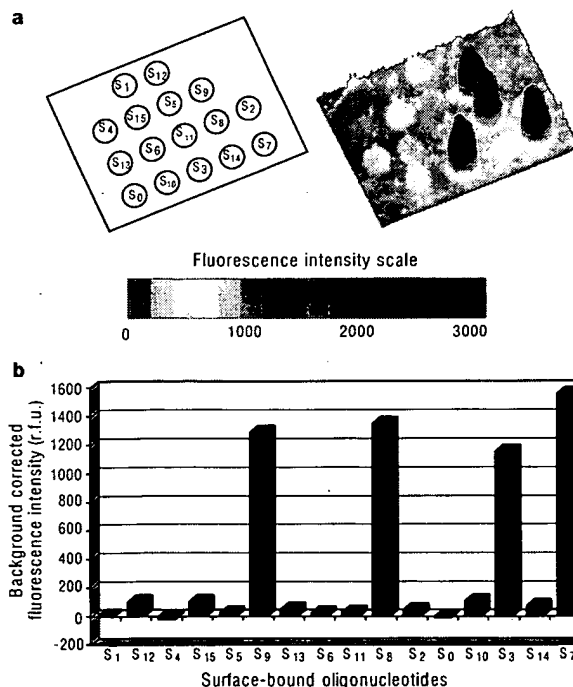 a
S1 S12
S4 S15 S5 S9
S13 S6 S11 S8 S2
S0 S10 S3 S14 S7
Fluorescence intensity scale
0 1000 2000 3000
b
Background corrected
fluorescence intensity (r.f.u.)
1600
1400
1200
1000
800
600
400
200
0
-200
S1 S12 S4 S15 S5 S9 S13 S6 S11 S8 S2 S0 S10 S3 S14 S7
Surface-bound oligonucleotides